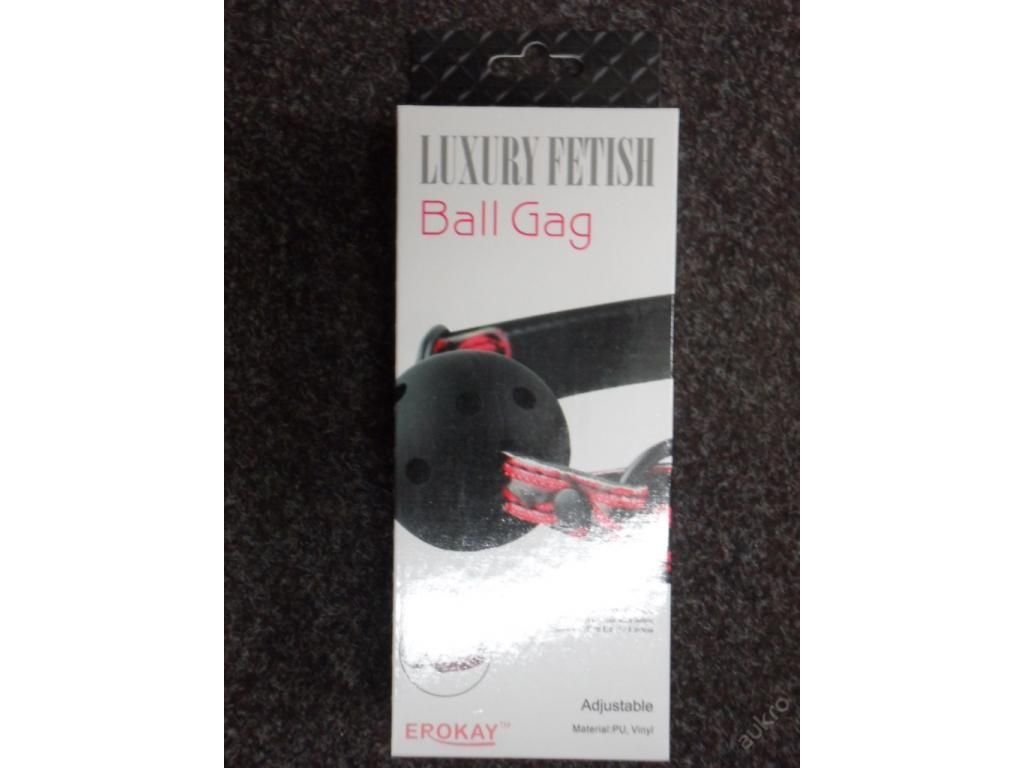 LUXURY FETISH
Ball Gag
Adjustable
Material:PU, Vinyl
EROKAY™
aukro